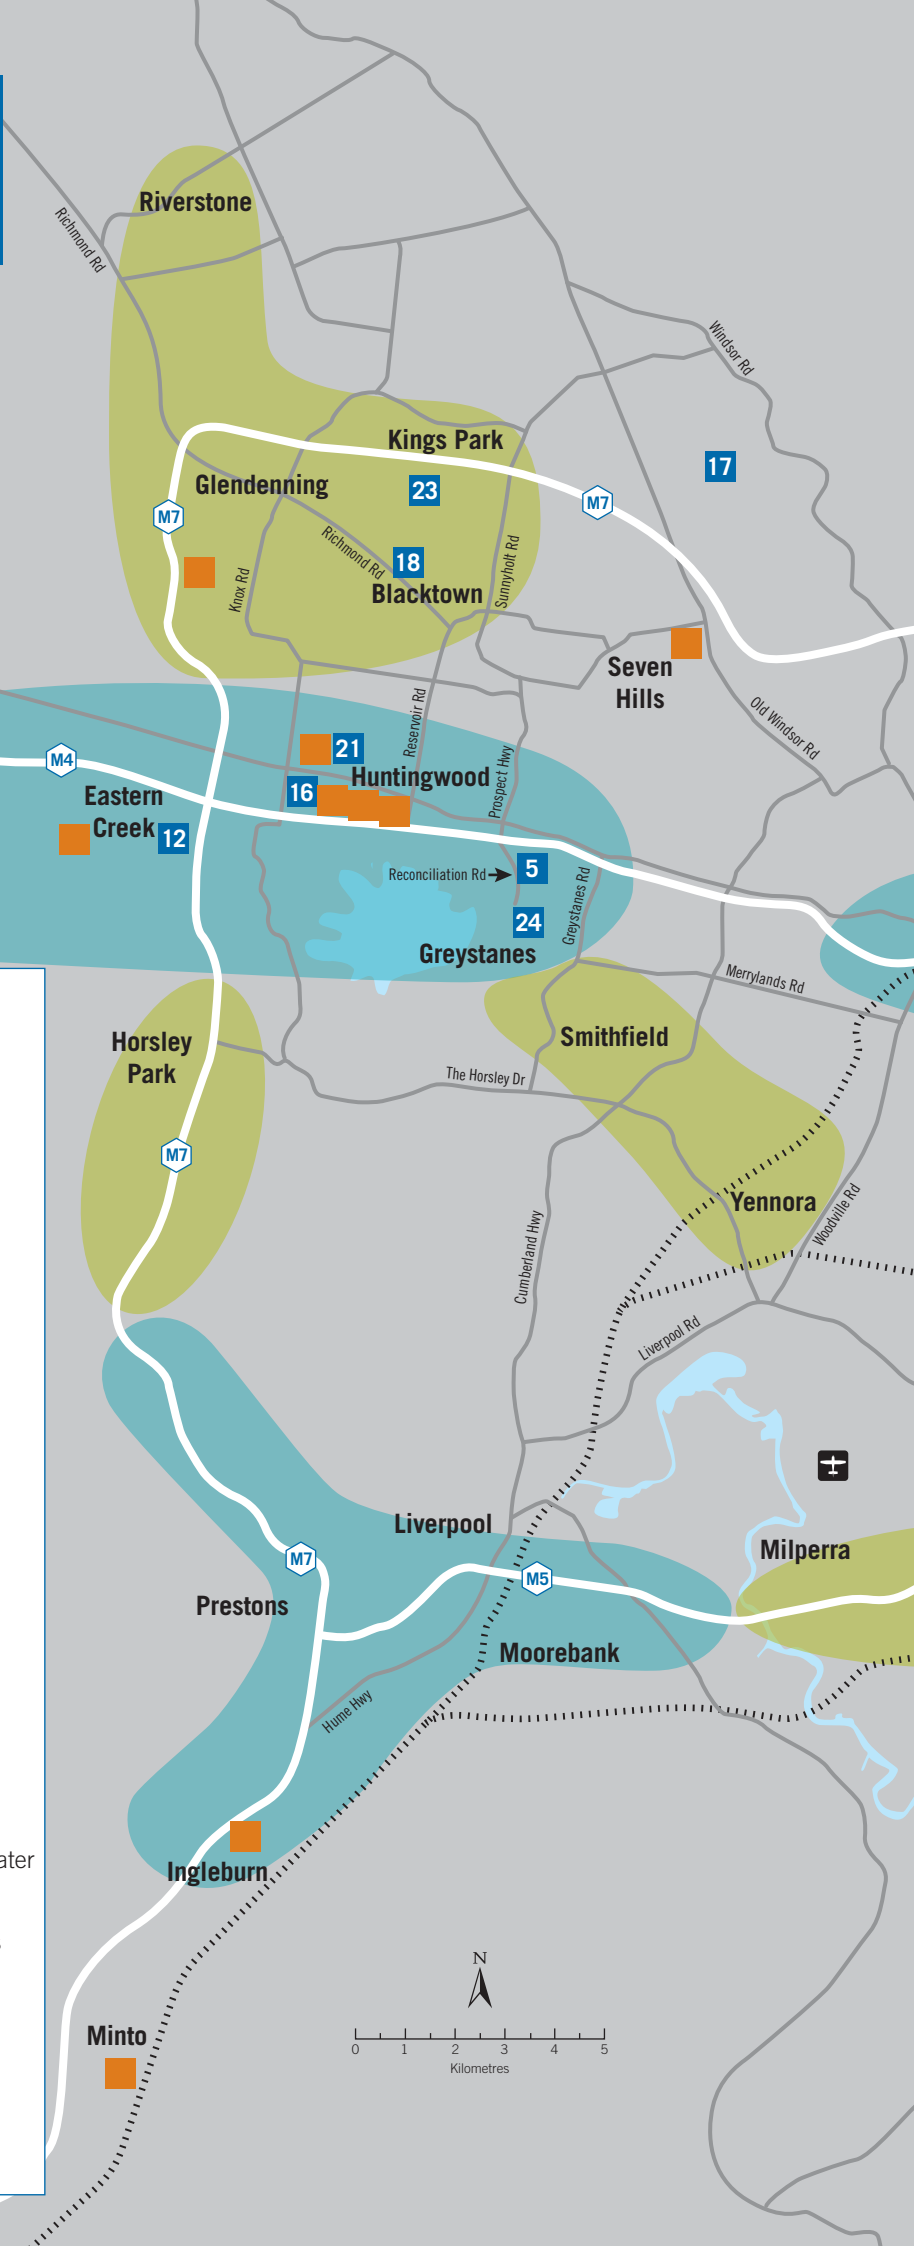 Riverstone
Richmond Rd
Windsor Rd
Kings Park
17
Glendenning
23
M7
M7
Richmond Rd
18
Sunnyholt Rd
Knox Rd
Blacktown
Seven
Hills
Reservoir Rd
Old Windsor Rd
21
M4
Huntingwood
Prospect Hwy
16
Eastern
Creek
12
5
Reconciliation Rd
Greystanes Rd
24
Greystanes
Merrylands Rd
Horsley
Park
Smithfield
The Horsley Dr
M7
Yennora
Woodville Rd
Cumberland Hwy
Liverpool Rd
Liverpool
Milperra
M7
M5
Prestons
Moorebank
Hume Hwy
ater
Ingleburn
N
Minto
0 1 2 3 4 5
Kilometres